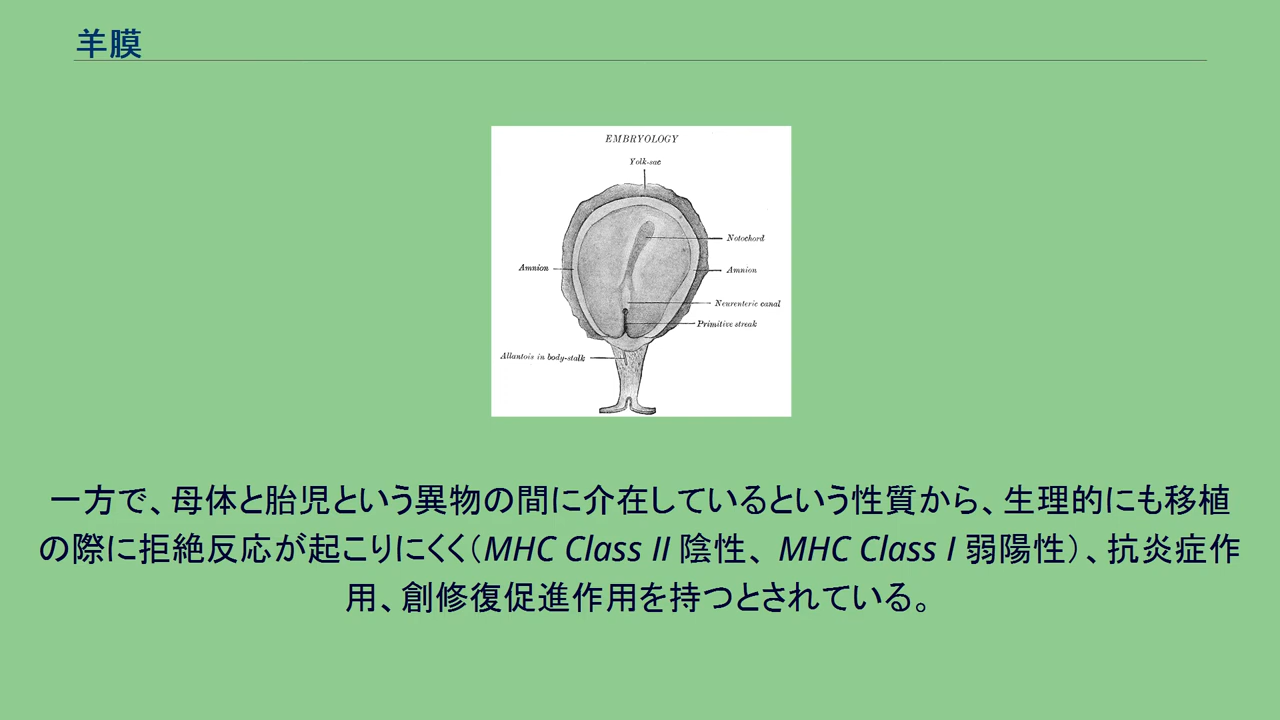 羊膜
EMBRYOLOGY
Yolk-sac
Notochord
Amnion
Amnion
Neurenteric canal
Primitive streak
Allantois in body-stalk
一方で、母体と胎児という異物の間に介在しているという性質から、生理的にも移植
の際に拒絶反応が起こりにくく（MHC Class II 陰性、 MHC Class I 弱陽性）、抗炎症作
用、創修復促進作用を持つとされている。